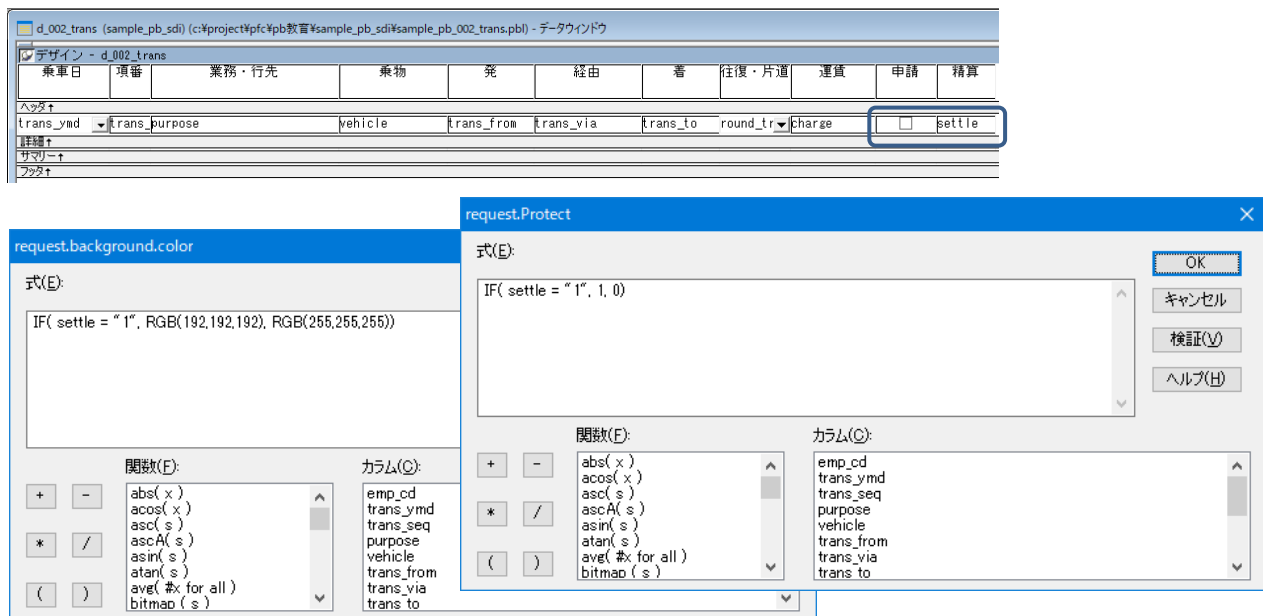 d_002_trans (sample_pb_sdi) (c:¥project¥pfc¥pb教育¥sample_pb_sdi¥sample_pb_002_trans.pbl) - データウィンドウ
デザイン - d_002_trans
乗車日 項番 業務・行先 乗物 発 経由 着 往復・片道 運賃 申請 精算
ヘッダ↑
trans_ymd trans_ purpose vehicle trans_from trans_via trans_to round_tr charge settle
詳細↑
サマリー↑
フッタ↑
request.background.color
式(E):
IF( settle = "1", RGB(192,192,192), RGB(255,255,255))
関数(F): カラム(C):
+ - * / ( )
abs( x )
acos( x )
asc( s )
ascA( s )
asin( s )
atan( s )
avg( #x for all )
bitmap ( s )
emp_cd
trans_ymd
trans_seq
purpose
vehicle
trans_from
trans_via
trans to
request.Protect
式(E):
IF( settle = "1", 1, 0)
OK
キャンセル
検証(V)
ヘルプ(H)
関数(F): カラム(C):
+ - * / ( )
abs( x )
acos( x )
asc( s )
ascA( s )
asin( s )
atan( s )
avg( #x for all )
bitmap ( s )
emp_cd
trans_ymd
trans_seq
purpose
vehicle
trans_from
trans_via
trans to